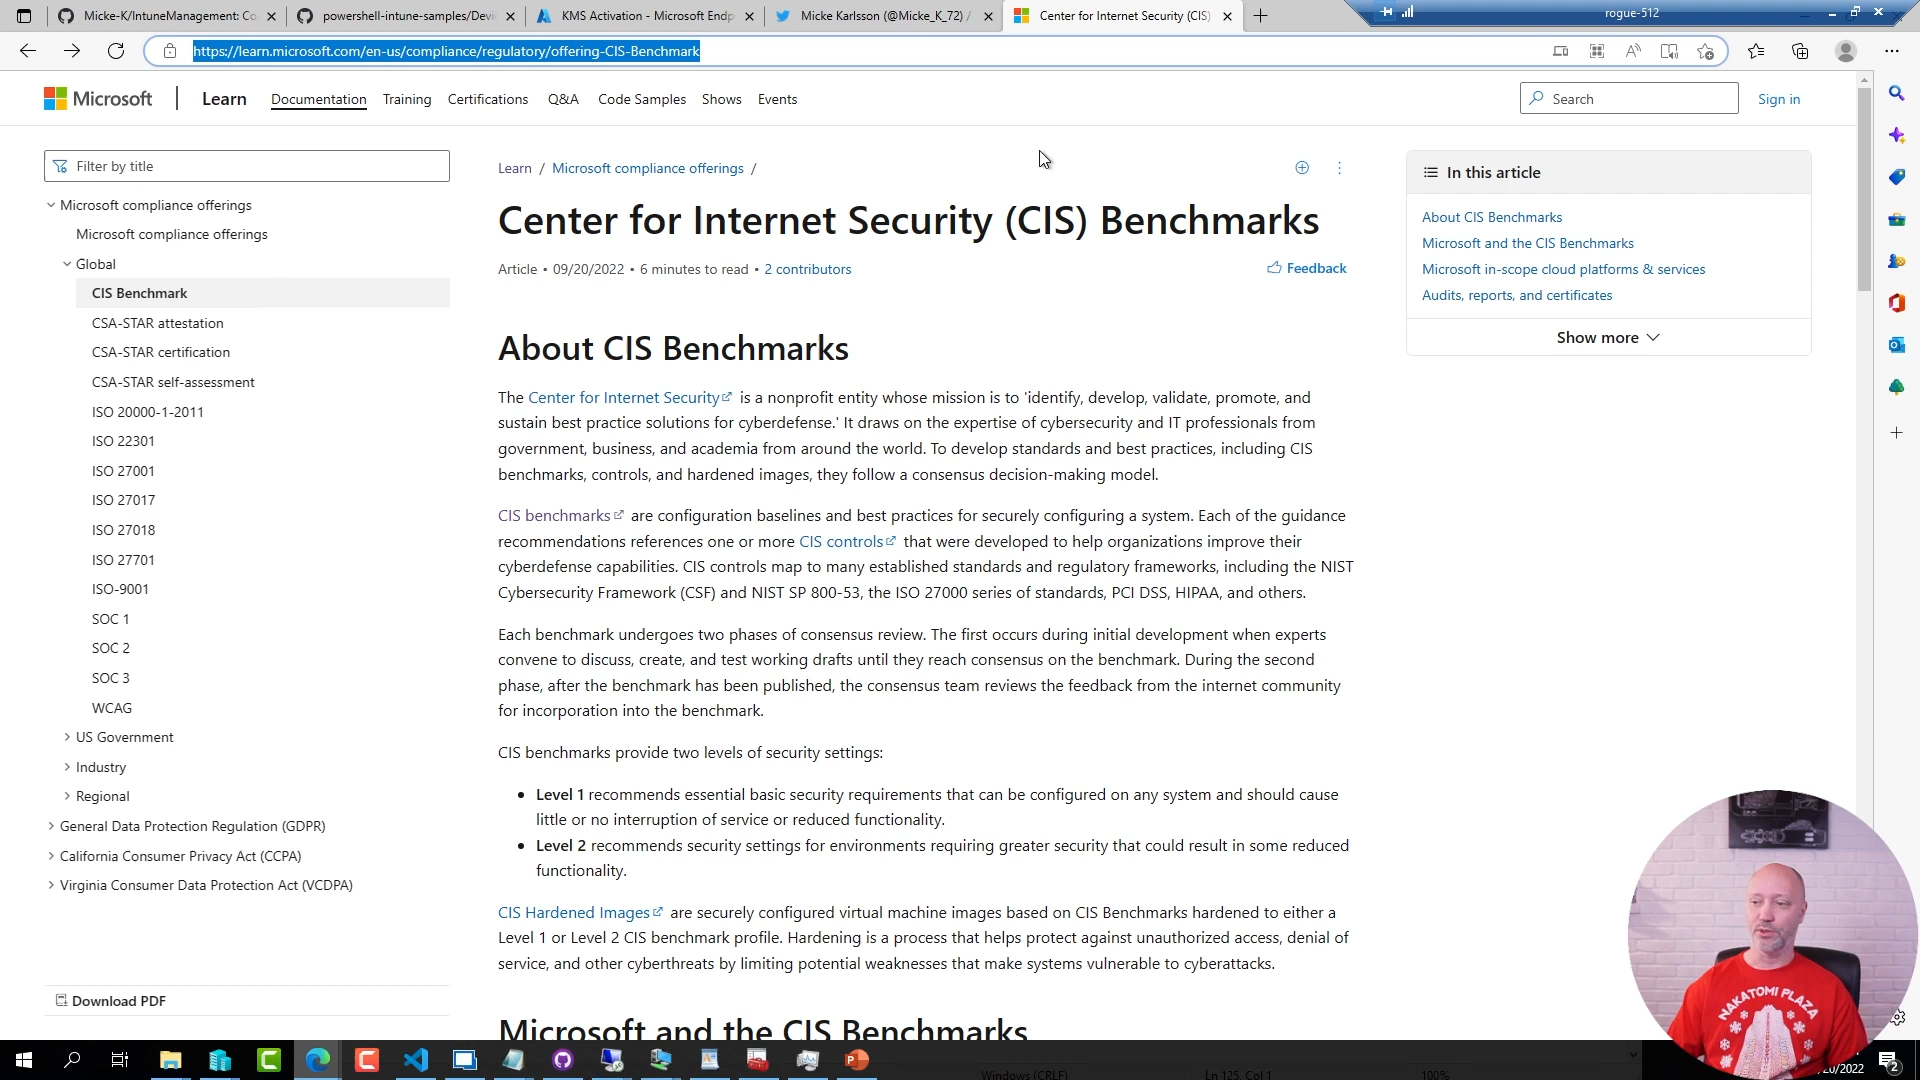 Micke-K/IntuneManagement: Co
powershell-intune-samples/Devi
KMS Activation - Microsoft Endp
Micke Karlsson (@Micke_K_72) /
Center for Internet Security (CIS)
rogue-512
https://learn.microsoft.com/en-us/compliance/regulatory/offering-CIS-Benchmark
Microsoft
Learn
Documentation
Training
Certifications
Q&A
Code Samples
Shows
Events
Search
Sign in
Filter by title
Microsoft compliance offerings
Microsoft compliance offerings
Global
CIS Benchmark
CSA-STAR attestation
CSA-STAR certification
CSA-STAR self-assessment
ISO 20000-1-2011
ISO 22301
ISO 27001
ISO 27017
ISO 27018
ISO 27701
ISO-9001
SOC 1
SOC 2
SOC 3
WCAG
US Government
Industry
Regional
General Data Protection Regulation (GDPR)
California Consumer Privacy Act (CCPA)
Virginia Consumer Data Protection Act (VCDPA)
Download PDF
Learn / Microsoft compliance offerings /
Center for Internet Security (CIS) Benchmarks
Article • 09/20/2022 • 6 minutes to read • 2 contributors
Feedback
About CIS Benchmarks
The Center for Internet Security is a nonprofit entity whose mission is to 'identify, develop, validate, promote, and
sustain best practice solutions for cyberdefense.' It draws on the expertise of cybersecurity and IT professionals from
government, business, and academia from around the world. To develop standards and best practices, including CIS
benchmarks, controls, and hardened images, they follow a consensus decision-making model.
CIS benchmarks are configuration baselines and best practices for securely configuring a system. Each of the guidance
recommendations references one or more CIS controls that were developed to help organizations improve their
cyberdefense capabilities. CIS controls map to many established standards and regulatory frameworks, including the NIST
Cybersecurity Framework (CSF) and NIST SP 800-53, the ISO 27000 series of standards, PCI DSS, HIPAA, and others.
Each benchmark undergoes two phases of consensus review. The first occurs during initial development when experts
convene to discuss, create, and test working drafts until they reach consensus on the benchmark. During the second
phase, after the benchmark has been published, the consensus team reviews the feedback from the internet community
for incorporation into the benchmark.
CIS benchmarks provide two levels of security settings:
• Level 1 recommends essential basic security requirements that can be configured on any system and should cause
little or no interruption of service or reduced functionality.
• Level 2 recommends security settings for environments requiring greater security that could result in some reduced
functionality.
CIS Hardened Images are securely configured virtual machine images based on CIS Benchmarks hardened to either a
Level 1 or Level 2 CIS benchmark profile. Hardening is a process that helps protect against unauthorized access, denial of
service, and other cyberthreats by limiting potential weaknesses that make systems vulnerable to cyberattacks.
Microsoft and the CIS Benchmarks
In this article
About CIS Benchmarks
Microsoft and the CIS Benchmarks
Microsoft in-scope cloud platforms & services
Audits, reports, and certificates
Show more
NAKATOMI PLAZA
Windows (CRLF)
Ln 125, Col 1
100%
/20/2022
2